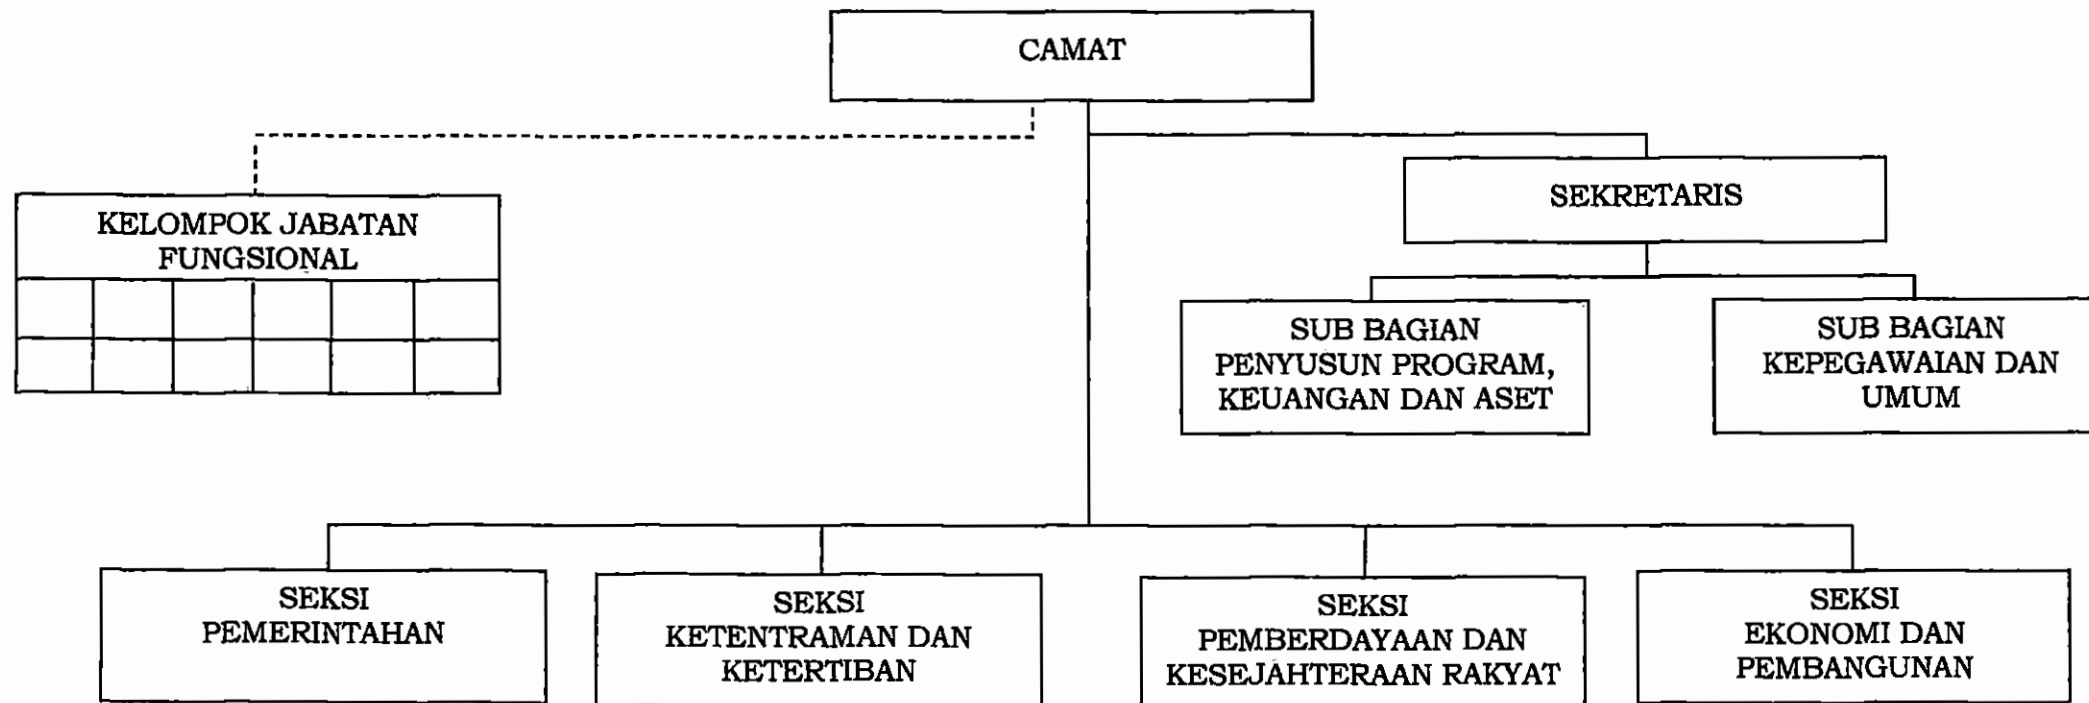 CAMAT
SEKRETARIS
KELOMPOK JABATAN
FUNGSIONAL
SUB BAGIAN
PENYUSUN PROGRAM,
KEUANGAN DAN ASET
SUB BAGIAN
KEPEGAWAIAN DAN
UMUM
SEKSI
PEMERINTAHAN
SEKSI
KETENTRAMAN DAN
KETERTIBAN
SEKSI
PEMBERDAYAAN DAN
KESEJAHTERAAN RAKYAT
SEKSI
EKONOMI DAN
PEMBANGUNAN